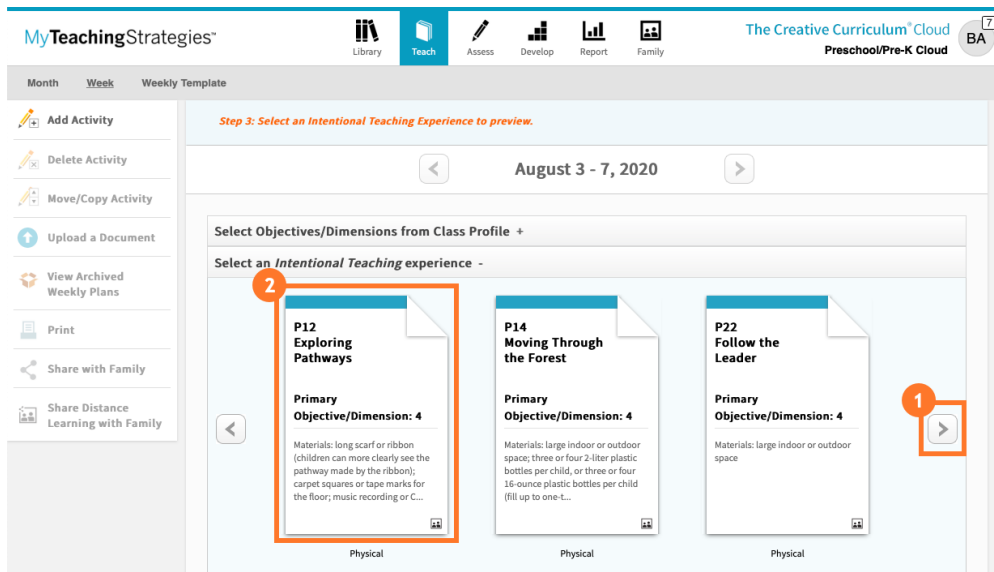 MyTeachingStrategies™
Library
Teach
Assess
Develop
Report
Family
The Creative Curriculum® Cloud
Preschool/Pre-K Cloud
BA
7
Month Week Weekly Template
Add Activity
Delete Activity
Move/Copy Activity
Upload a Document
View Archived
Weekly Plans
Print
Share with Family
Share Distance
Learning with Family
Step 3: Select an Intentional Teaching Experience to preview.
< August 3 - 7, 2020 >
Select Objectives/Dimensions from Class Profile +
Select an Intentional Teaching experience -
2
P12
Exploring
Pathways
Primary
Objective/Dimension: 4
Materials: long scarf or ribbon
(children can more clearly see the
pathway made by the ribbon);
carpet squares or tape marks for
the floor; music recording or C...
Physical
P14
Moving Through
the Forest
Primary
Objective/Dimension: 4
Materials: large indoor or outdoor
space; three or four 2-liter plastic
bottles per child, or three or four
16-ounce plastic bottles per child
(fill up to one-t...
Physical
P22
Follow the
Leader
Primary
Objective/Dimension: 4
Materials: large indoor or outdoor
space
Physical
1
<
>